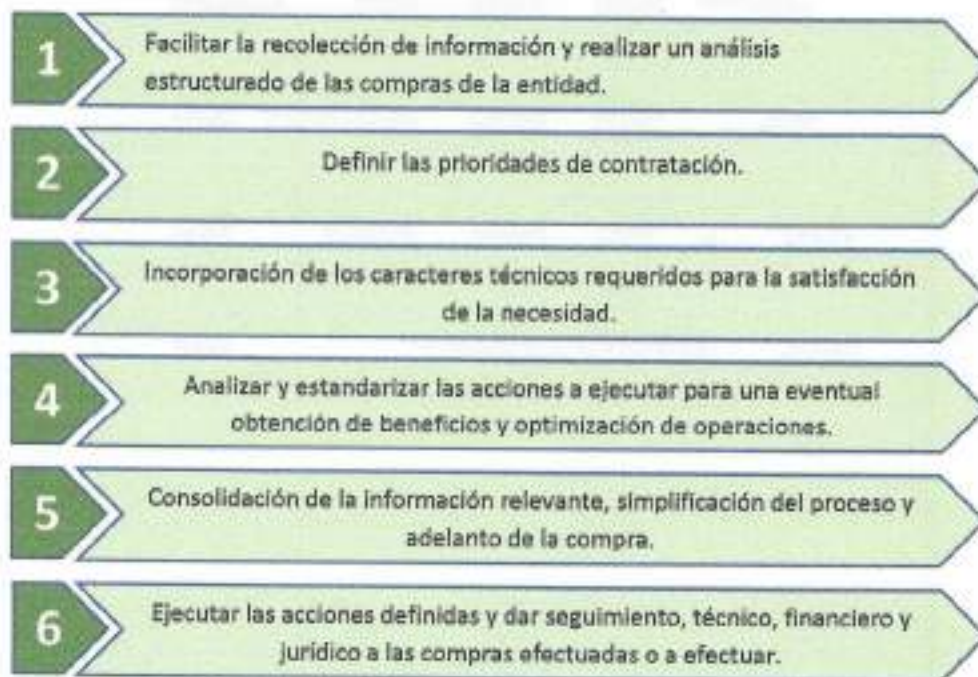 1
Facilitar la recolección de información y realizar un análisis
estructurado de las compras de la entidad.
2
Definir las prioridades de contratación.
3
Incorporación de los caracteres técnicos requeridos para la satisfacción
de la necesidad.
4
Analizar y estandarizar las acciones a ejecutar para una eventual
obtención de beneficios y optimización de operaciones.
5
Consolidación de la información relevante, simplificación del proceso y
adelanto de la compra.
6
Ejecutar las acciones definidas y dar seguimiento, técnico, financiero y
jurídico a las compras efectuadas o a efectuar.